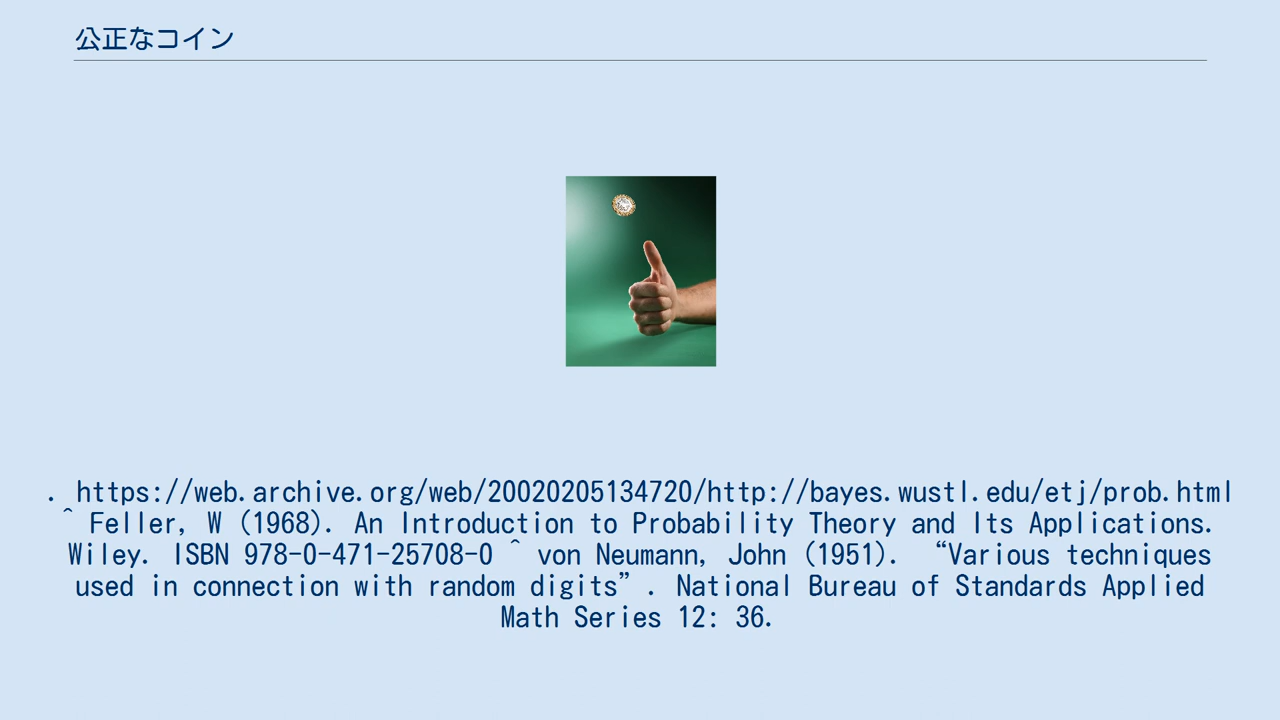 公正なコイン
. https://web.archive.org/web/20020205134720/http://bayes.wustl.edu/etj/prob.html
^ Feller, W (1968). An Introduction to Probability Theory and Its Applications.
Wiley. ISBN 978-0-471-25708-0 ^ von Neumann, John (1951). “Various techniques
used in connection with random digits”. National Bureau of Standards Applied
Math Series 12: 36.